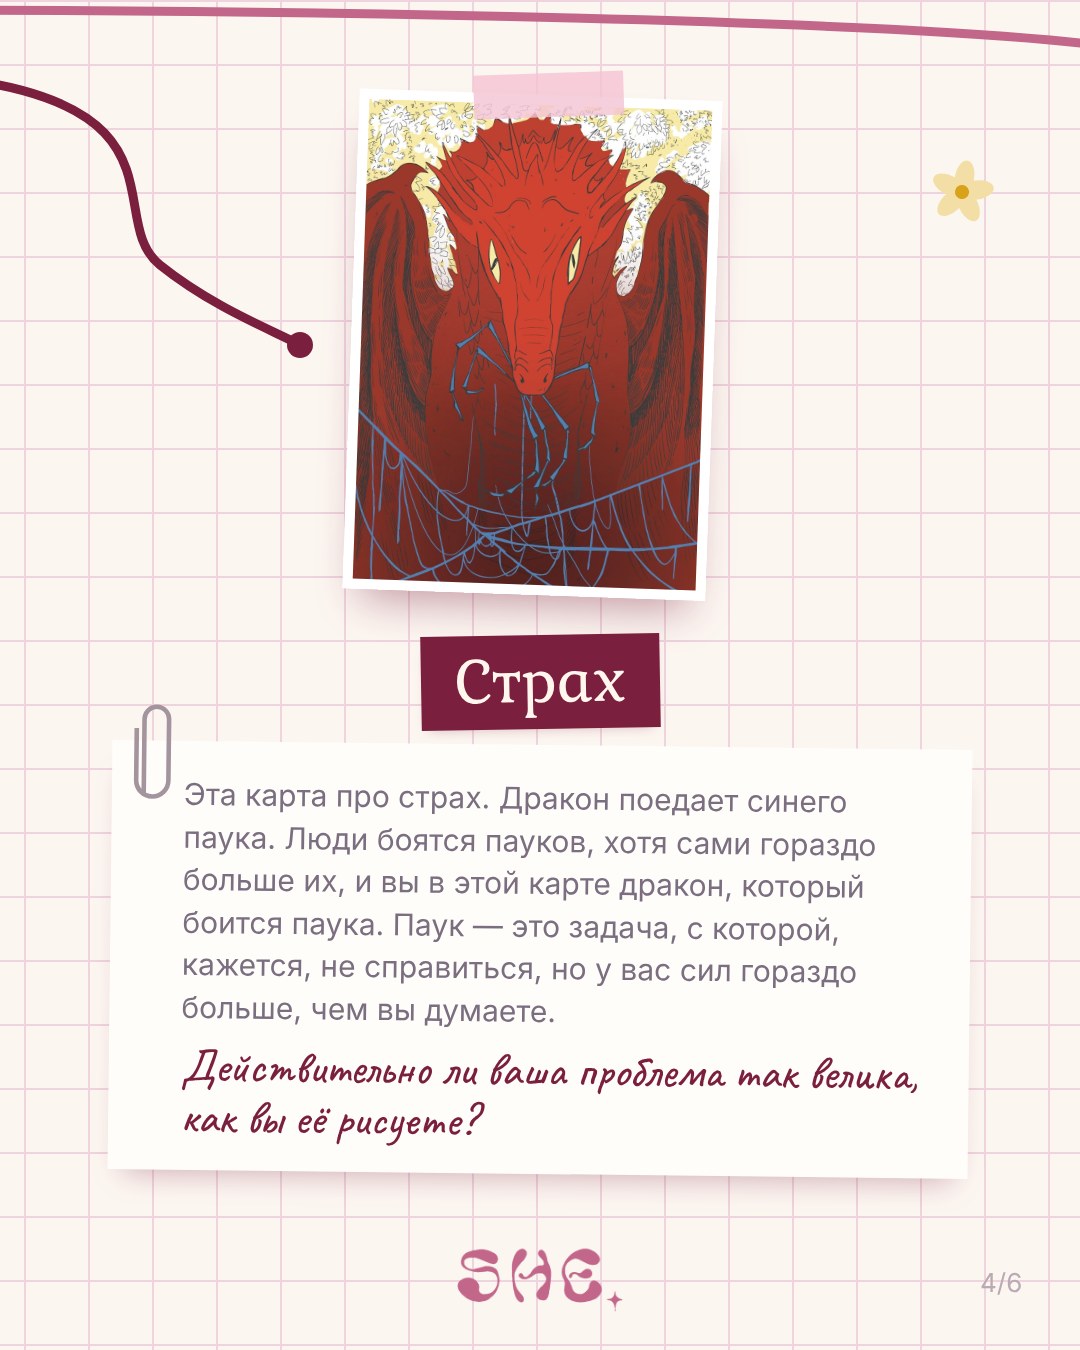 Страх
Эта карта про страх. Дракон поедает синего
паука. Люди боятся пауков, хотя сами гораздо
больше их, и вы в этой карте дракон, который
боится паука. Паук — это задача, с которой,
кажется, не справиться, но у вас сил гораздо
больше, чем вы думаете.
Действительно ли ваша проблема так велика,
как вы её рисуете?
SHE
4/6